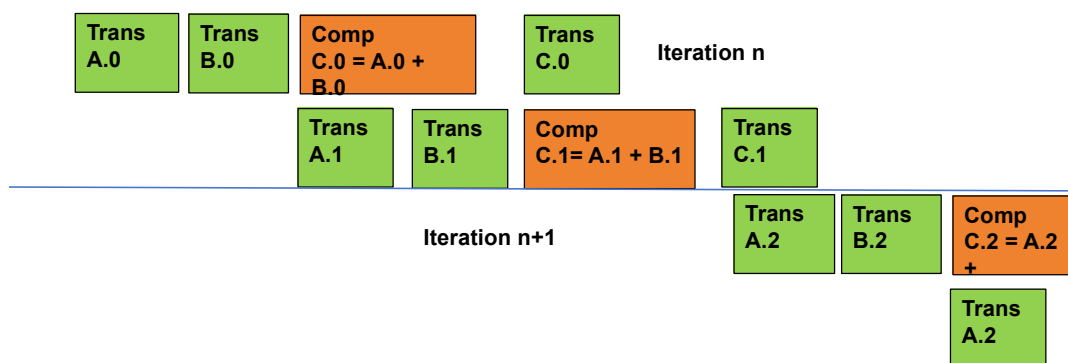 Trans
A.0
Trans
B.0
Comp
C.0 = A.0 +
B.0
Trans
C.0
Iteration n
Trans
A.1
Trans
B.1
Comp
C.1= A.1 + B.1
Trans
C.1
Iteration n+1
Trans
A.2
Trans
B.2
Comp
C.2 = A.2
+
Trans
A.2